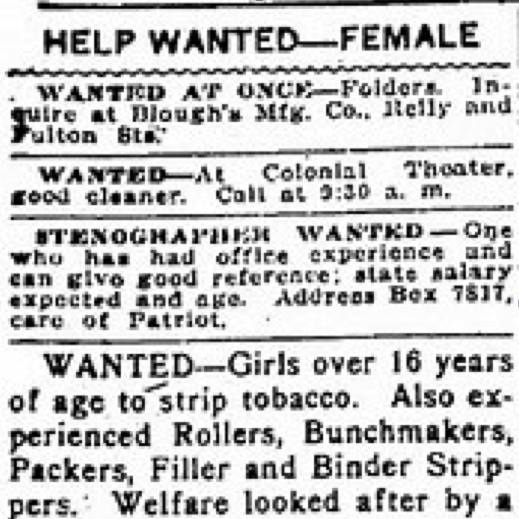 HELP WANTED—FEMALE
WANTED AT ONCE—Folders. In-
quire at Blough's Mfg. Co., Reily and
Fulton Sts.
WANTED—At Colonial Theater,
good cleaner. Call at 9:30 a. m.
STENOGRAPHER WANTED—One
who has had office experience and
can give good reference; state salary
expected and age. Address Box 7817,
care of Patriot.
WANTED—Girls over 16 years
of age to strip tobacco. Also ex-
perienced Rollers, Bunchmakers,
Packers, Filler and Binder Strip-
pers. Welfare looked after by a